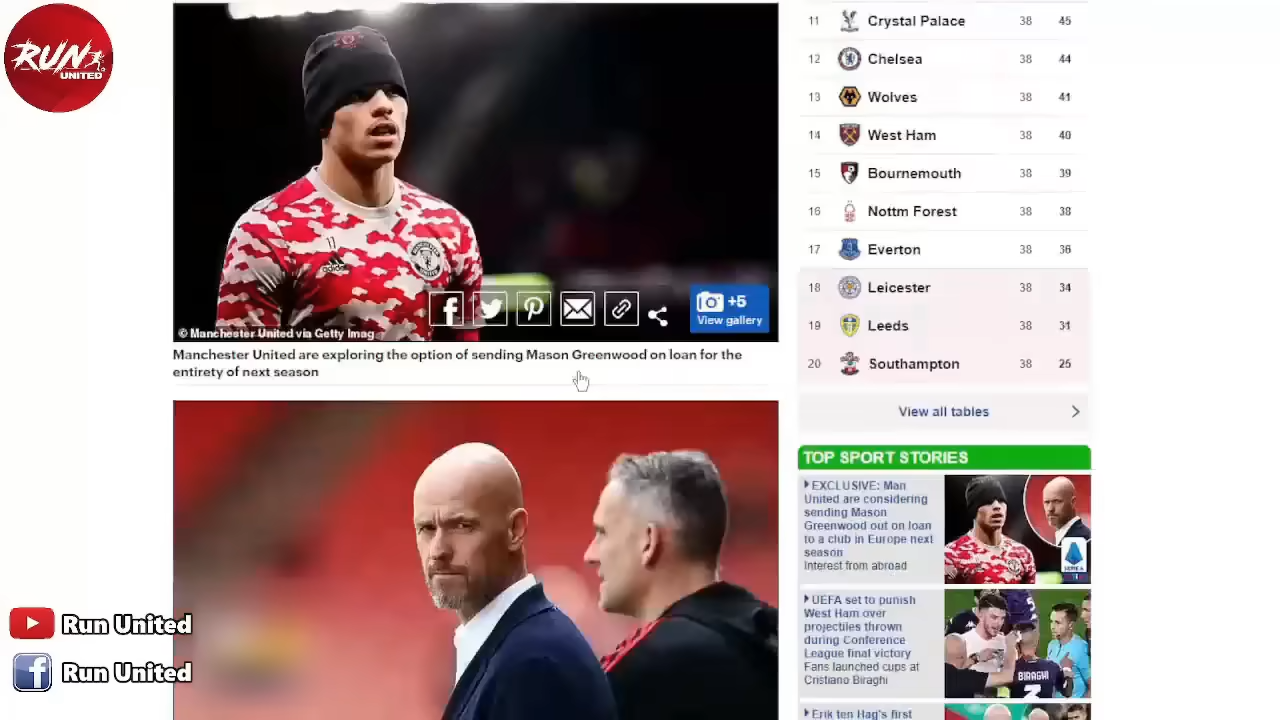 RUN
UNITED
11
adidas
MANCHESTER
UNITED
© Manchester United via Getty Imag
+5
View gallery
Manchester United are exploring the option of sending Mason Greenwood on loan for the
entirety of next season
11 Crystal Palace 38 45
12 Chelsea 38 44
13 Wolves 38 41
14 West Ham 38 40
15 Bournemouth 38 39
16 Nottm Forest 38 38
17 Everton 38 36
18 Leicester 38 34
19 Leeds 38 31
20 Southampton 38 25
View all tables
TOP SPORT STORIES
EXCLUSIVE: Man
United are considering
sending Mason
Greenwood out on loan
to a club in Europe next
season
Interest from abroad
UEFA set to punish
West Ham over
projectiles thrown
during Conference
League final victory
Fans launched cups at
Cristiano Biraghi
BIRAGHI
3
Erik ten Hag's first
Run United
Run United